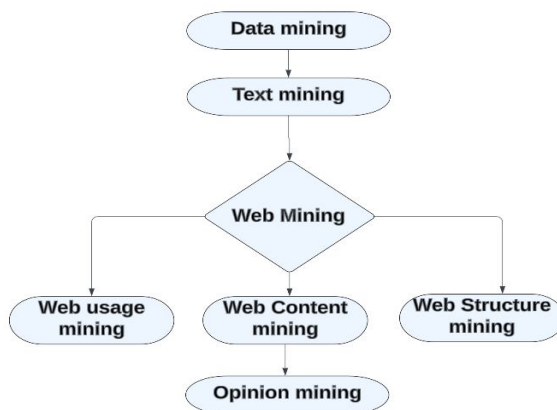 Data mining
Text mining
Web Mining
Web usage
mining
Web Content
mining
Web Structure
mining
Opinion mining